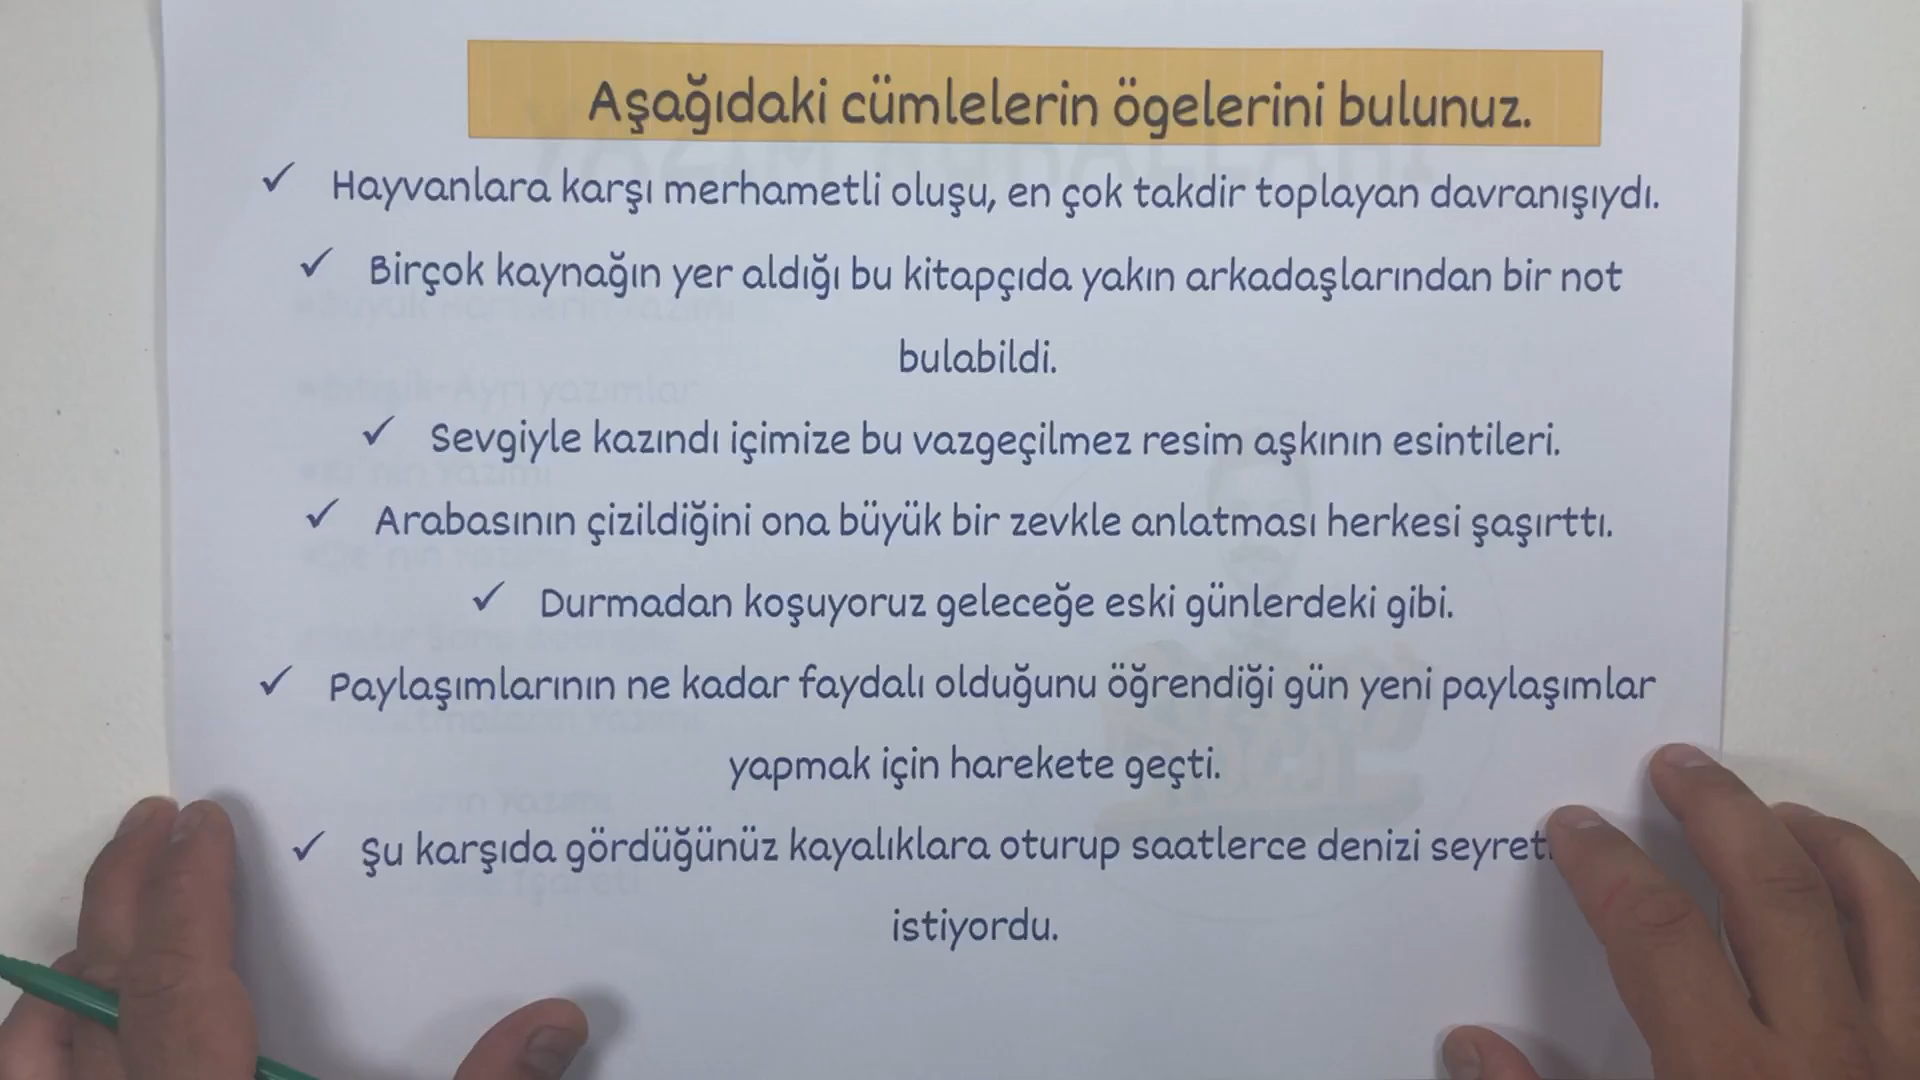 Aşağıdaki cümlelerin ögelerini bulunuz.
✓ Hayvanlara karşı merhametli oluşu, en çok takdir toplayan davranışıydı.
✓ Birçok kaynağın yer aldığı bu kitapçıda yakın arkadaşlarından bir not
bulabildi.
✓ Sevgiyle kazındı içimize bu vazgeçilmez resim aşkının esintileri.
✓ Arabasının çizildiğini ona büyük bir zevkle anlatması herkesi şaşırttı.
✓ Durmadan koşuyoruz geleceğe eski günlerdeki gibi.
✓ Paylaşımlarının ne kadar faydalı olduğunu öğrendiği gün yeni paylaşımlar
yapmak için harekete geçti.
✓ Şu karşıda gördüğünüz kayalıklara oturup saatlerce denizi
istiyordu.